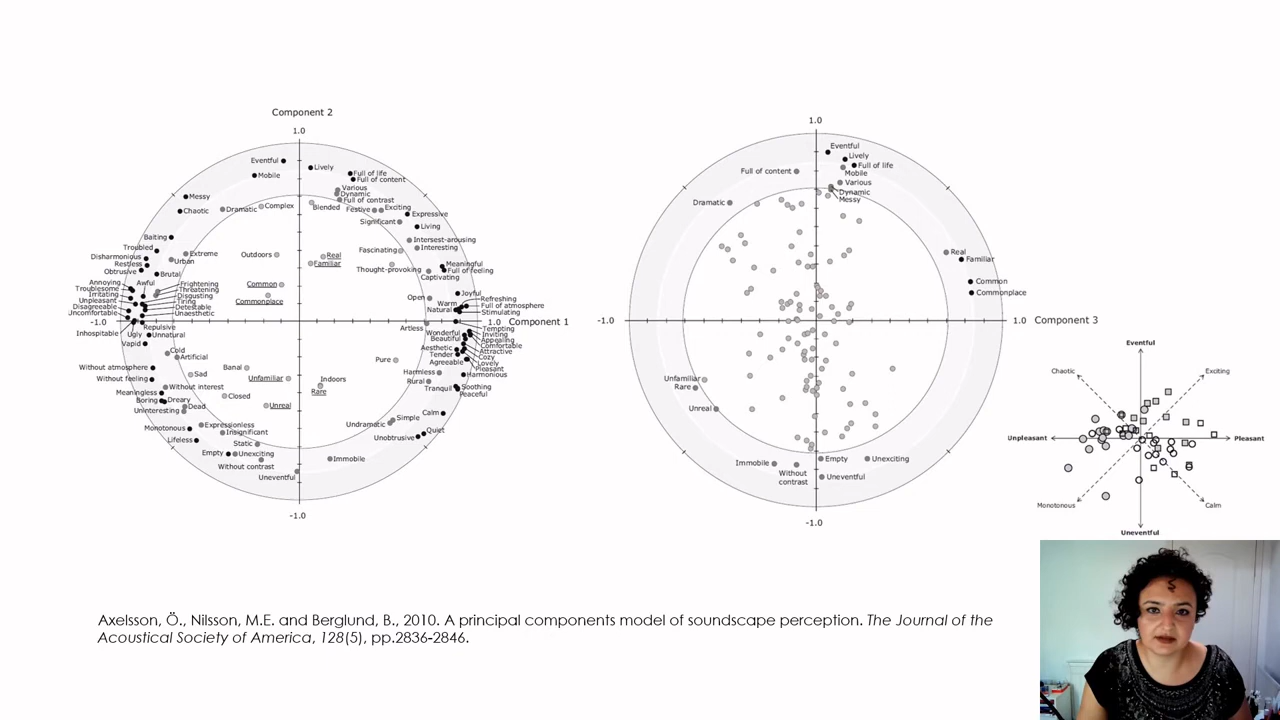 Component 2
1.0
Eventful
Lively
Mobile
Full of life
Full of content
Various
Dynamic
Full of contrast
Messy
Chaotic
Dramatic
Complex
Blended
Festive
Exciting
Expressive
Significant
Living
Baiting
Intersest-arousing
Interesting
Troubled
Extreme
Outdoors
Real
Fascinating
Disharmonious
Urban
Familiar
Meaningful
Restless
Thought-provoking
Full of feeling
Obtrusive
Brutal
Captivating
Annoying
Awful
Frightening
Common
Troublesome
Threatening
Joyful
Irritating
Disgusting
Open
Refreshing
Unpleasant
Tiring
Commonplace
Warm
Full of atmosphere
Disagreeable
Detestable
Natural
Stimulating
Uncomfortable
Unaesthetic
-1.0
1.0
Component 1
Repulsive
Artless
Tempting
Inhospitable
Ugly
Unnatural
Wonderful
Inviting
Vapid
Beautiful
Appealing
Comfortable
Cold
Aesthetic
Attractive
Artificial
Tender
Cozy
Pure
Agreeable
Lovely
Without atmosphere
Banal
Pleasant
Sad
Harmless
Harmonious
Without feeling
Unfamiliar
Indoors
Rural
Without interest
Rare
Tranquil
Soothing
Meaningless
Closed
Peaceful
Boring
Dreary
Uninteresting
Dead
Unreal
Calm
Simple
Expressionless
Undramatic
Monotonous
Insignificant
Quiet
Lifeless
Unobtrusive
Static
Empty
Unexciting
Immobile
Without contrast
Uneventful
-1.0
1.0
Eventful
Lively
Full of life
Full of content
Mobile
Various
Dynamic
Messy
Dramatic
Real
Familiar
Common
Commonplace
-1.0
1.0
Component 3
Unfamiliar
Rare
Unreal
Immobile
Without
contrast
Empty
Unexciting
Uneventful
-1.0
Eventful
Chaotic
Exciting
Unpleasant
Pleasant
Monotonous
Calm
Uneventful
Axelsson, Ö., Nilsson, M.E. and Berglund, B., 2010. A principal components model of soundscape perception. The Journal of the
Acoustical Society of America, 128(5), pp.2836-2846.